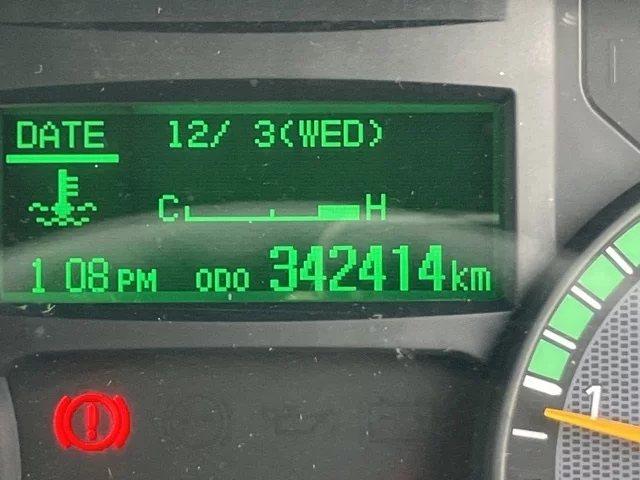 DATE 12/ 3(WED)
C H
1 08 PM ODO 342414 km
1